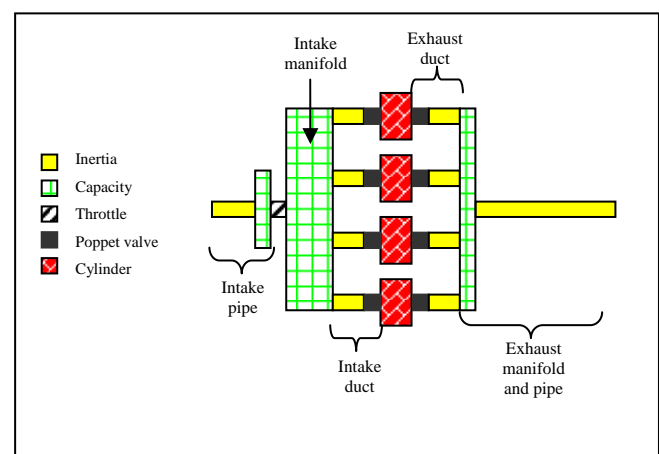 Intake
manifold
Exhaust
duct
Inertia
Capacity
Throttle
Poppet valve
Cylinder
Intake
pipe
Intake
duct
Exhaust
manifold
and pipe